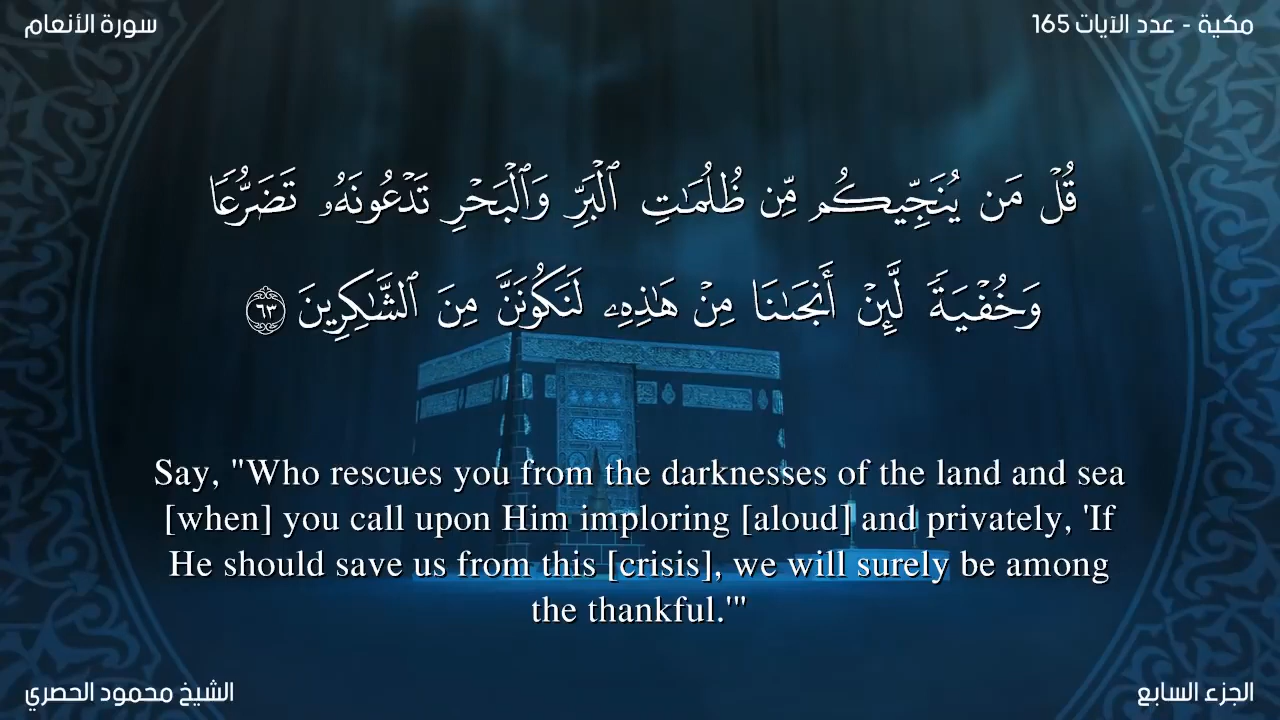 سورة الأنعام
مكية - عدد الآيات 165
قُلْ مَن يُنَجِّيكُم مِّن ظُلُمَـٰتِ ٱلْبَرِّ وَٱلْبَحْرِ تَدْعُونَهُۥ تَضَرُّعًا
وَخُفْيَةً لَّئِنْ أَنجَىٰنَا مِنْ هَـٰذِهِۦ لَنَكُونَنَّ مِنَ ٱلشَّـٰكِرِينَ ٦٣
Say, "Who rescues you from the darknesses of the land and sea
[when] you call upon Him imploring [aloud] and privately, 'If
He should save us from this [crisis], we will surely be among
the thankful.'"
الشيخ محمود الحصري
الجزء السابع